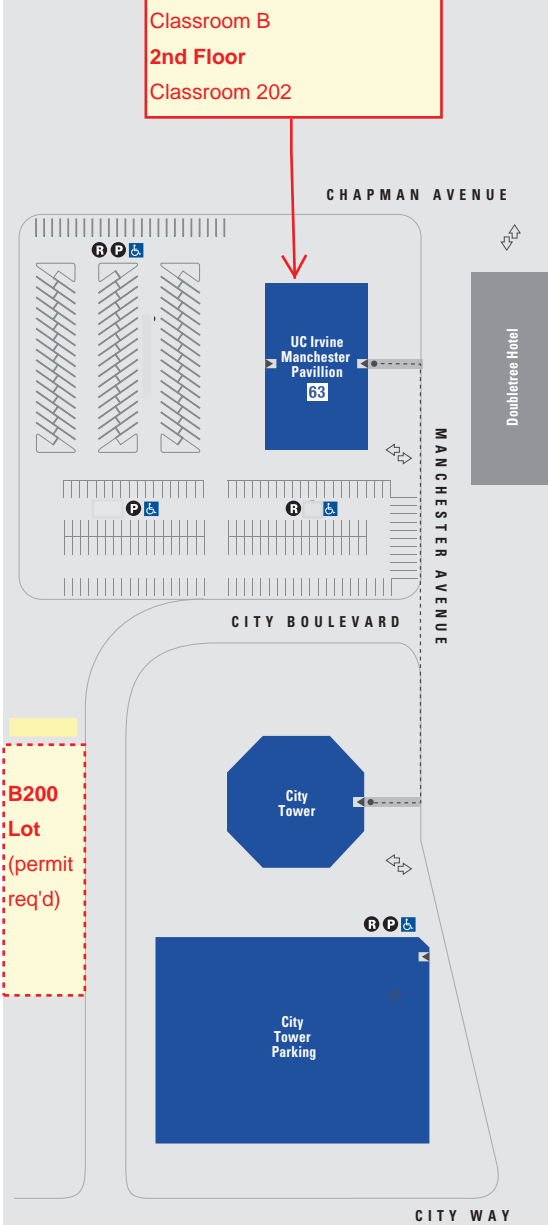 Classroom B
2nd Floor
Classroom 202
CHAPMAN AVENUE
R P
UC Irvine
Manchester
Pavillion
63
Doubletree Hotel
MANCHESTER AVENUE
P
R
CITY BOULEVARD
B200
Lot
(permit
req'd)
City
Tower
R P
City
Tower
Parking
CITY WAY